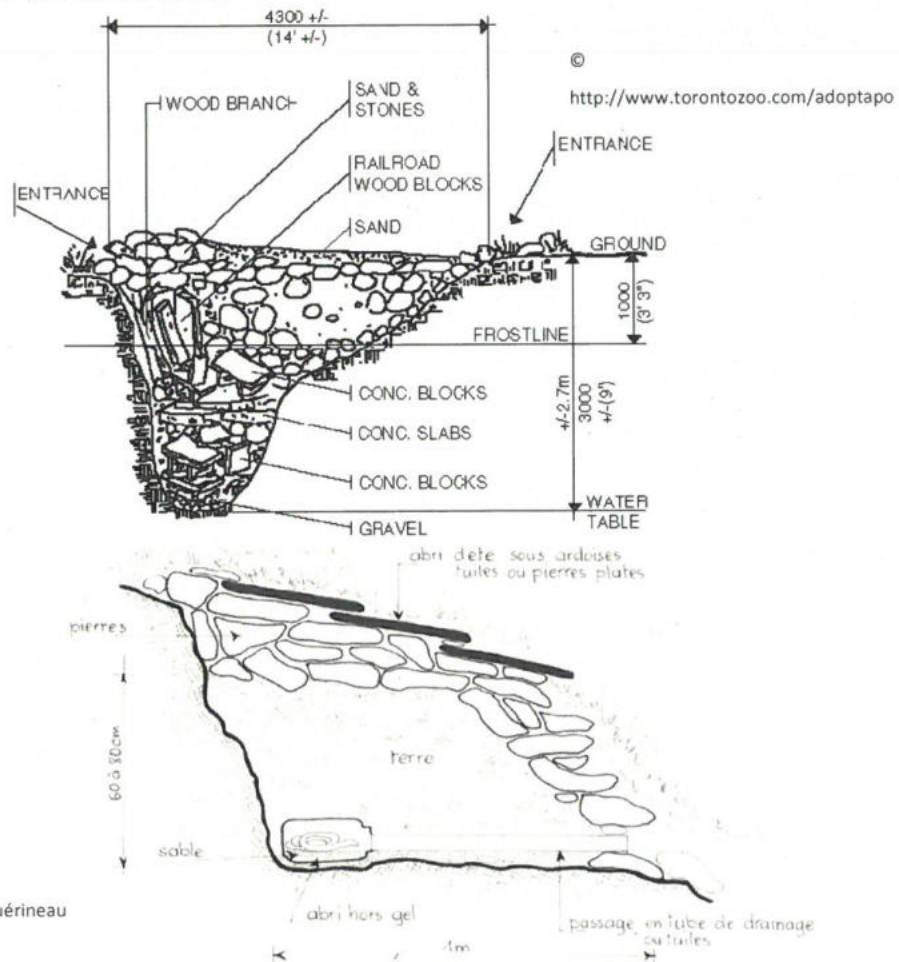 4300 +/-
(14' +/-)
©
http://www.torontozoo.com/adoptapo
WOOD BRANCH
SAND &
STONES
ENTRANCE
RAILROAD
WOOD BLOCKS
ENTRANCE
SAND
GROUND
1000
(3' 3")
FROSTLINE
+/-2.7m
3000
+/-(9')
CONC. BLOCKS
CONC. SLABS
CONC. BLOCKS
WATER
TABLE
GRAVEL
abri d'eté sous ardoises
tuiles ou pierres plates
pierres
60 à 80cm
terre
sable
uérineau
abri hors gel
passage en tube de drainage
ou tuiles
1m